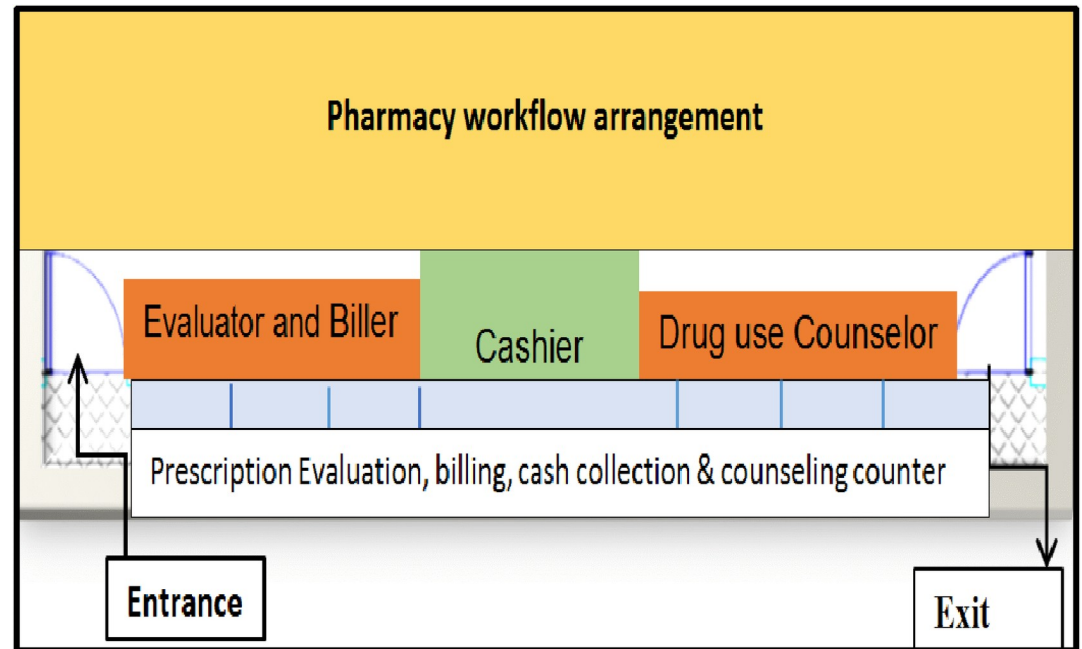 Pharmacy workflow arrangement
Evaluator and Biller
Cashier
Drug use Counselor
Prescription Evaluation, billing, cash collection & counseling counter
Entrance
Exit